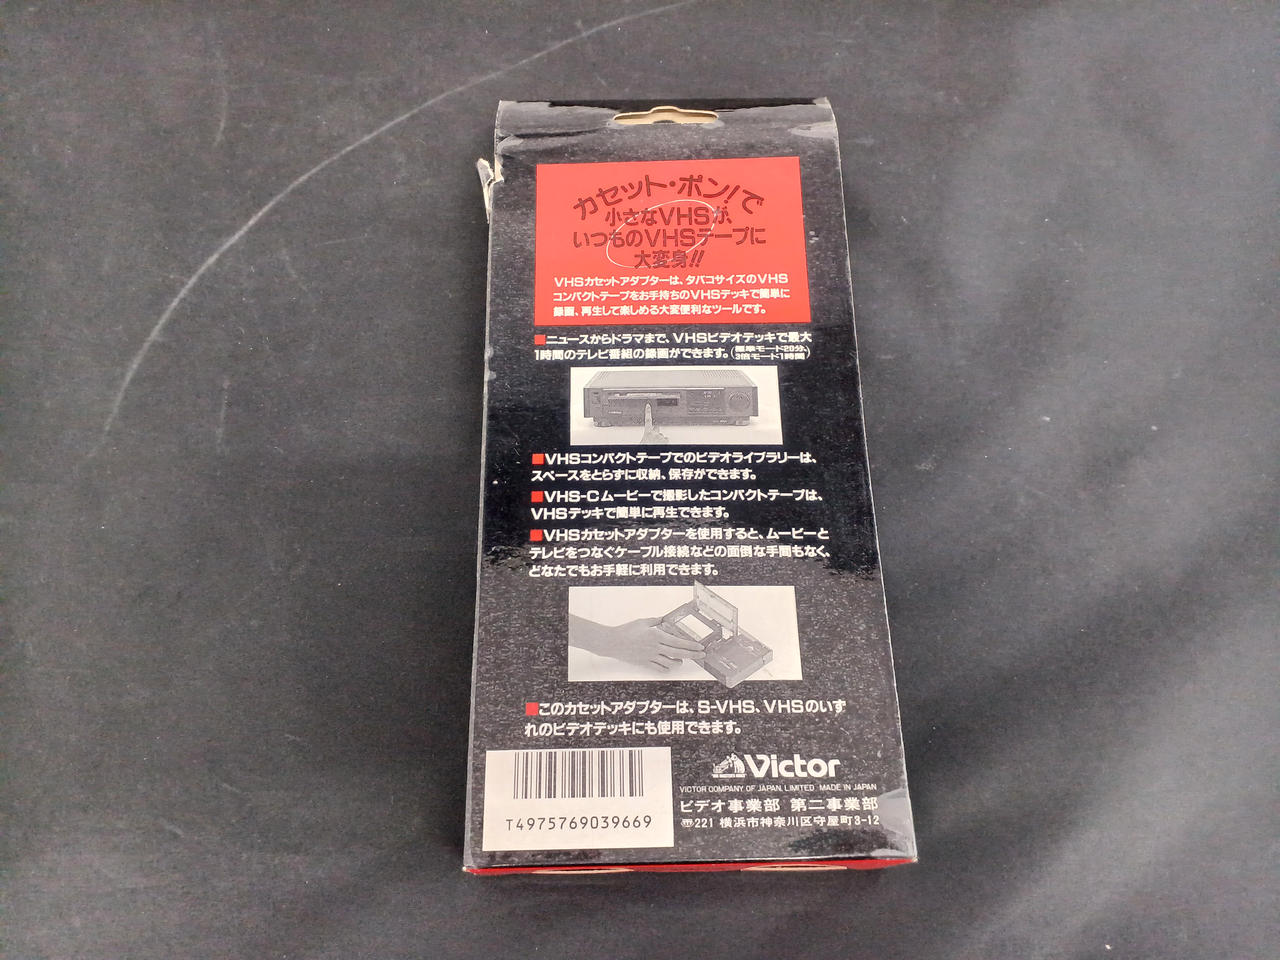 カセット・ポン!で
小さなVHSが、
いつものVHSテープに
大変身!!
VHSカセットアダプターは、タバコサイズのVHS
コンパクトテープをお手持ちのVHSデッキで簡単に
録画、再生して楽しめる大変便利なツールです。
■ニュースからドラマまで、VHSビデオデッキで最大
1時間のテレビ番組の録画ができます。(標準モード20分、
3倍モード1時間)
■VHSコンパクトテープでのビデオライブラリーは、
スペースをとらずに収納、保存ができます。
■VHS-Cムービーで撮影したコンパクトテープは、
VHSデッキで簡単に再生できます。
■VHSカセットアダプターを使用すると、ムービーと
テレビをつなぐケーブル接続などの面倒な手間もなく、
どなたでもお手軽に利用できます。
■このカセットアダプターは、S-VHS、VHSのいず
れのビデオデッキにも使用できます。
T4975769039669
Victor
VICTOR COMPANY OF JAPAN, LIMITED MADE IN JAPAN
ビデオ事業部 第二事業部
〒221 横浜市神奈川区守屋町3-12